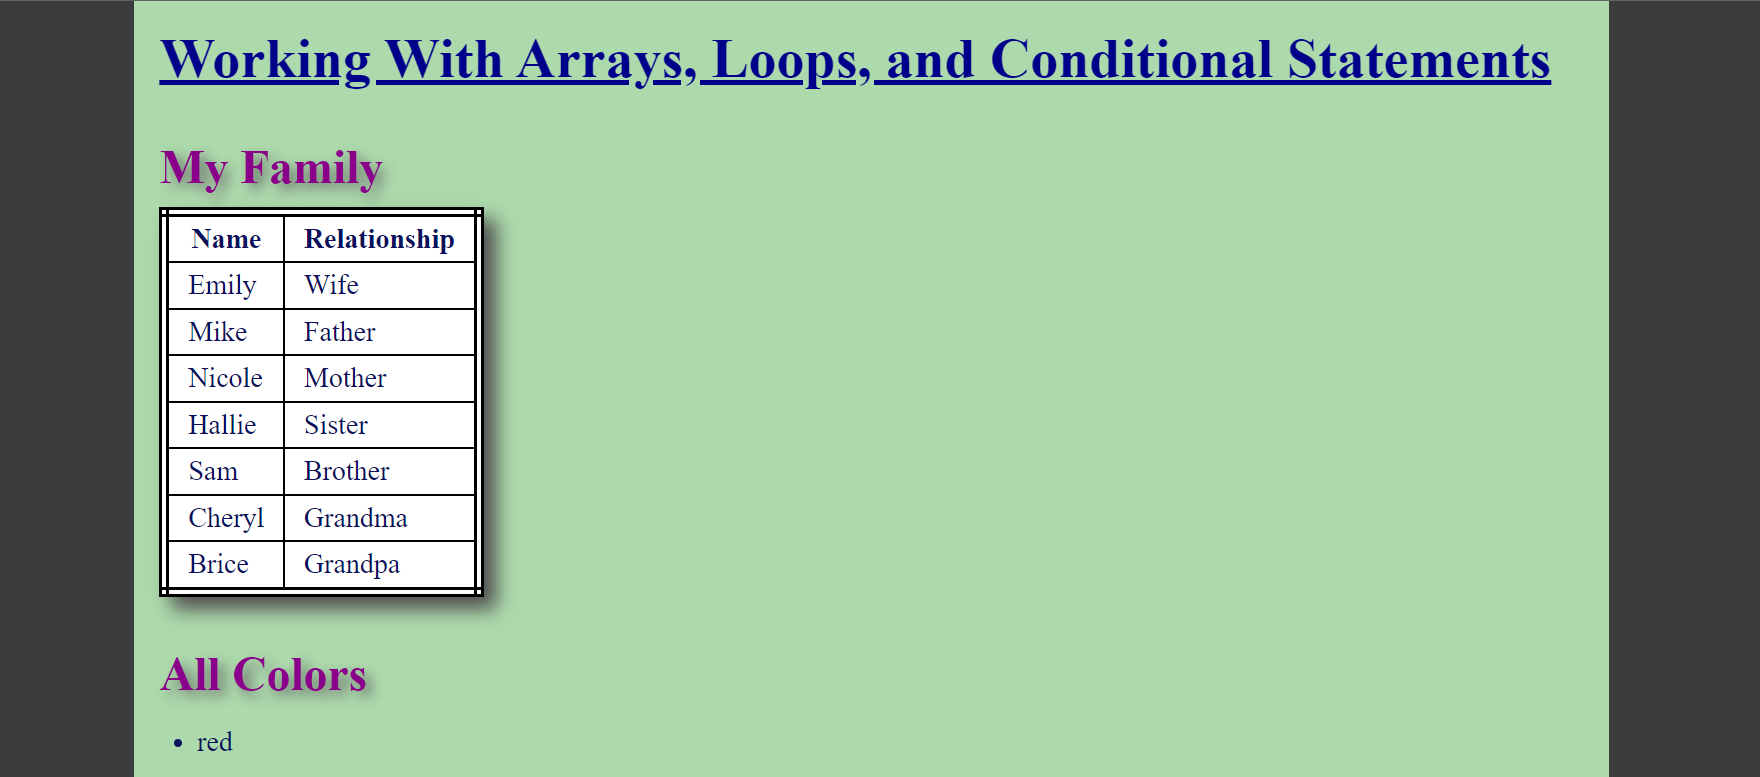 Working With Arrays, Loops, and Conditional Statements
My Family
Name Relationship
Emily Wife
Mike Father
Nicole Mother
Hallie Sister
Sam Brother
Cheryl Grandma
Brice Grandpa
All Colors
• red